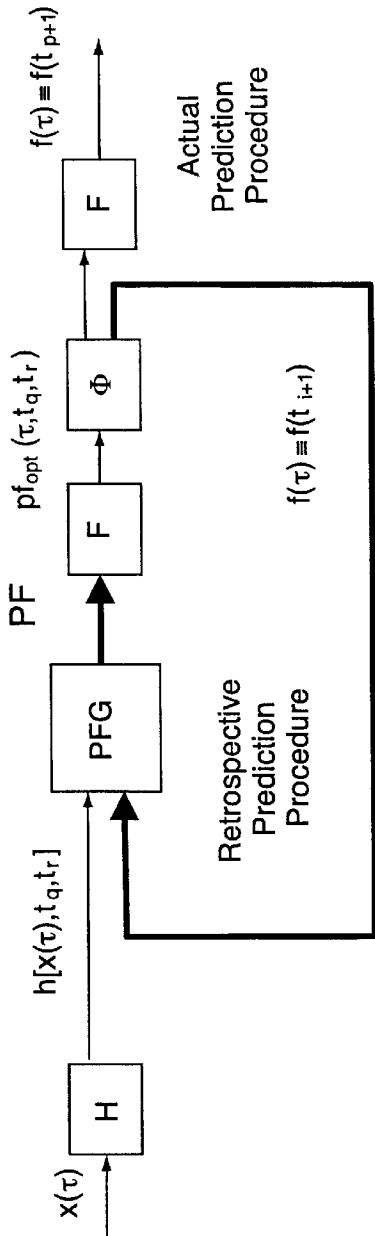 x(τ)
H
h[x(τ),t_q,t_r]
PFG
PF
F
pf_opt (τ,t_q,t_r)
Φ
F
f(τ) ≡ f(t_p+1)
Retrospective
Prediction
Procedure
f(τ) ≡ f(t_i+1)
Actual
Prediction
Procedure